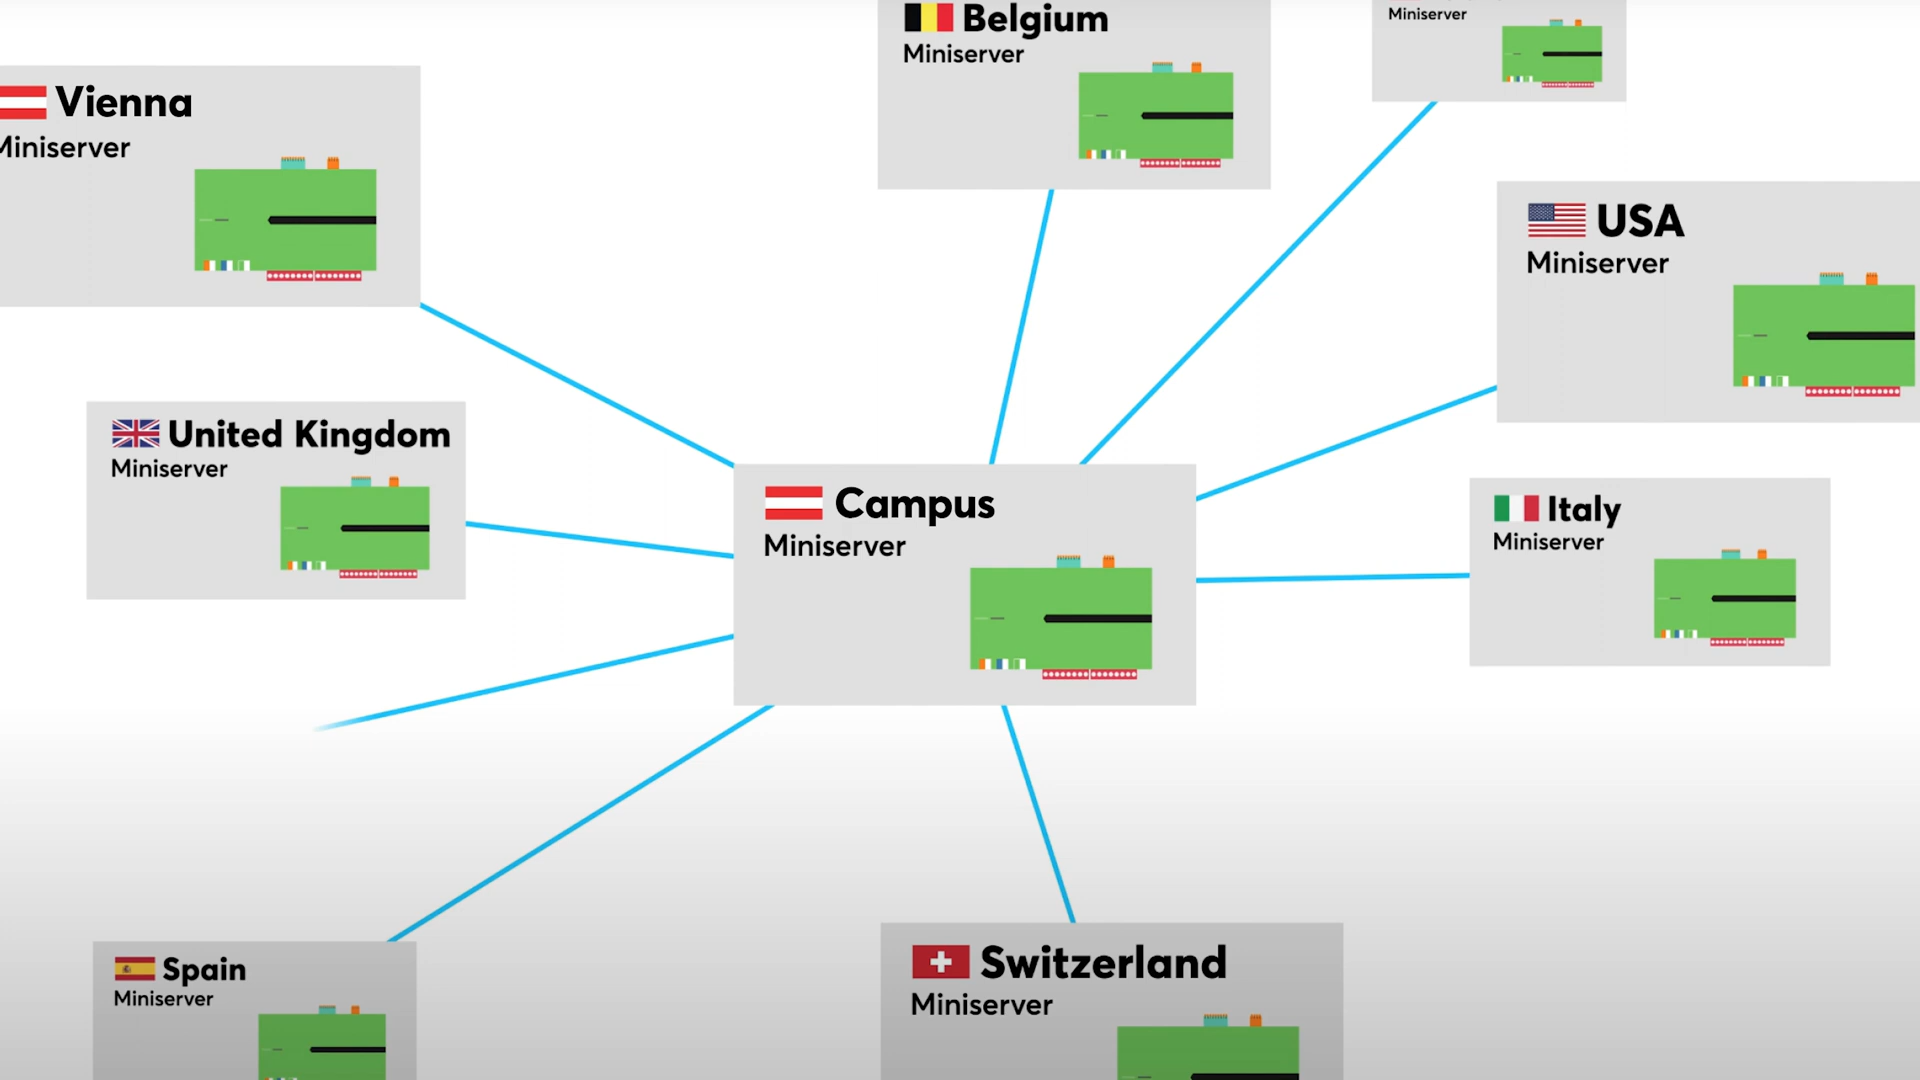 Belgium
Miniserver
Miniserver
Vienna
Miniserver
USA
Miniserver
United Kingdom
Miniserver
Campus
Miniserver
Italy
Miniserver
Spain
Miniserver
Switzerland
Miniserver